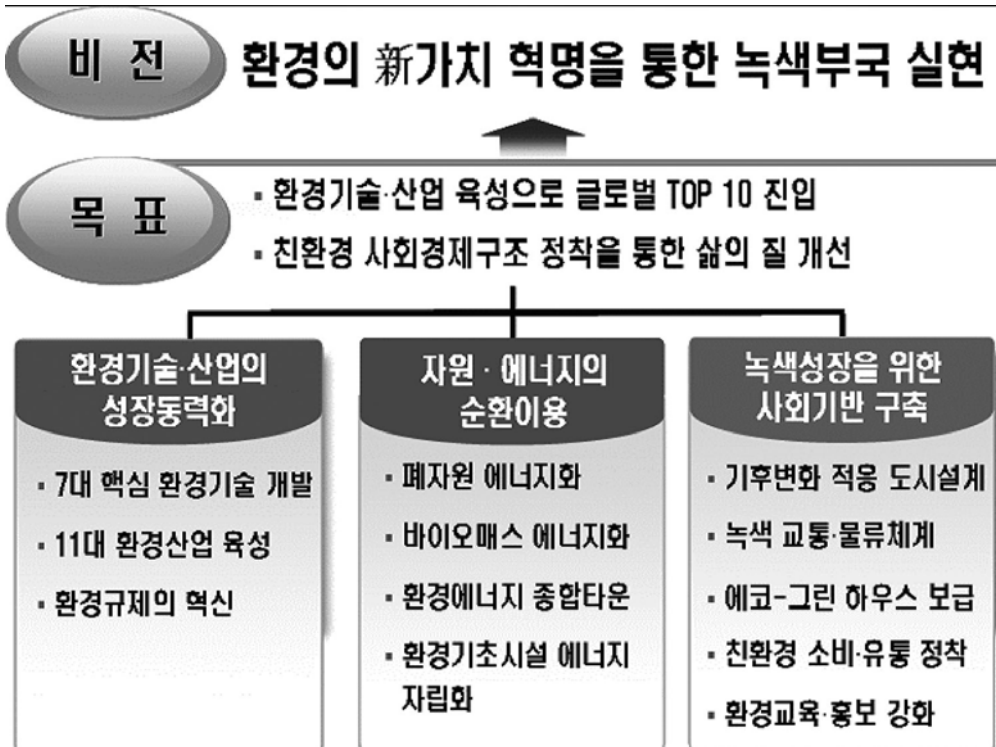 비 전
환경의 新가치 혁명을 통한 녹색부국 실현
목 표
▪ 환경기술·산업 육성으로 글로벌 TOP 10 진입
▪ 친환경 사회경제구조 정착을 통한 삶의 질 개선
환경기술·산업의
성장동력화
▪ 7대 핵심 환경기술 개발
▪ 11대 환경산업 육성
▪ 환경규제의 혁신
자원·에너지의
순환이용
▪ 폐자원 에너지화
▪ 바이오매스 에너지화
▪ 환경에너지 종합타운
▪ 환경기초시설 에너지
자립화
녹색성장을 위한
사회기반 구축
▪ 기후변화 적응 도시설계
▪ 녹색 교통·물류체계
▪ 에코-그린 하우스 보급
▪ 친환경 소비·유통 정착
▪ 환경교육·홍보 강화